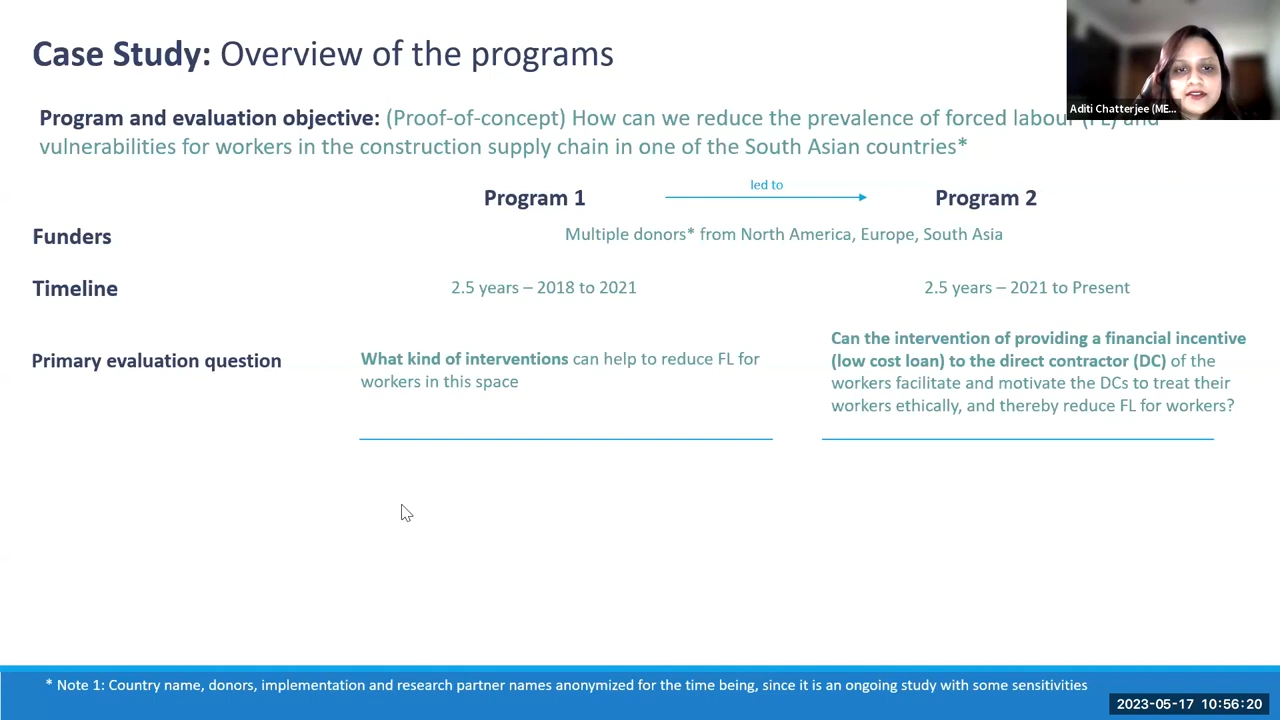 Case Study: Overview of the programs
Aditi Chatterjee (ME...
Program and evaluation objective: (Proof-of-concept) How can we reduce the prevalence of forced labour (FL) and
vulnerabilities for workers in the construction supply chain in one of the South Asian countries*
led to
Program 1
Program 2
Funders
Multiple donors* from North America, Europe, South Asia
Timeline
2.5 years – 2018 to 2021
2.5 years – 2021 to Present
Primary evaluation question
What kind of interventions can help to reduce FL for
workers in this space
Can the intervention of providing a financial incentive
(low cost loan) to the direct contractor (DC) of the
workers facilitate and motivate the DCs to treat their
workers ethically, and thereby reduce FL for workers?
* Note 1: Country name, donors, implementation and research partner names anonymized for the time being, since it is an ongoing study with some sensitivities
2023-05-17 10:56:20